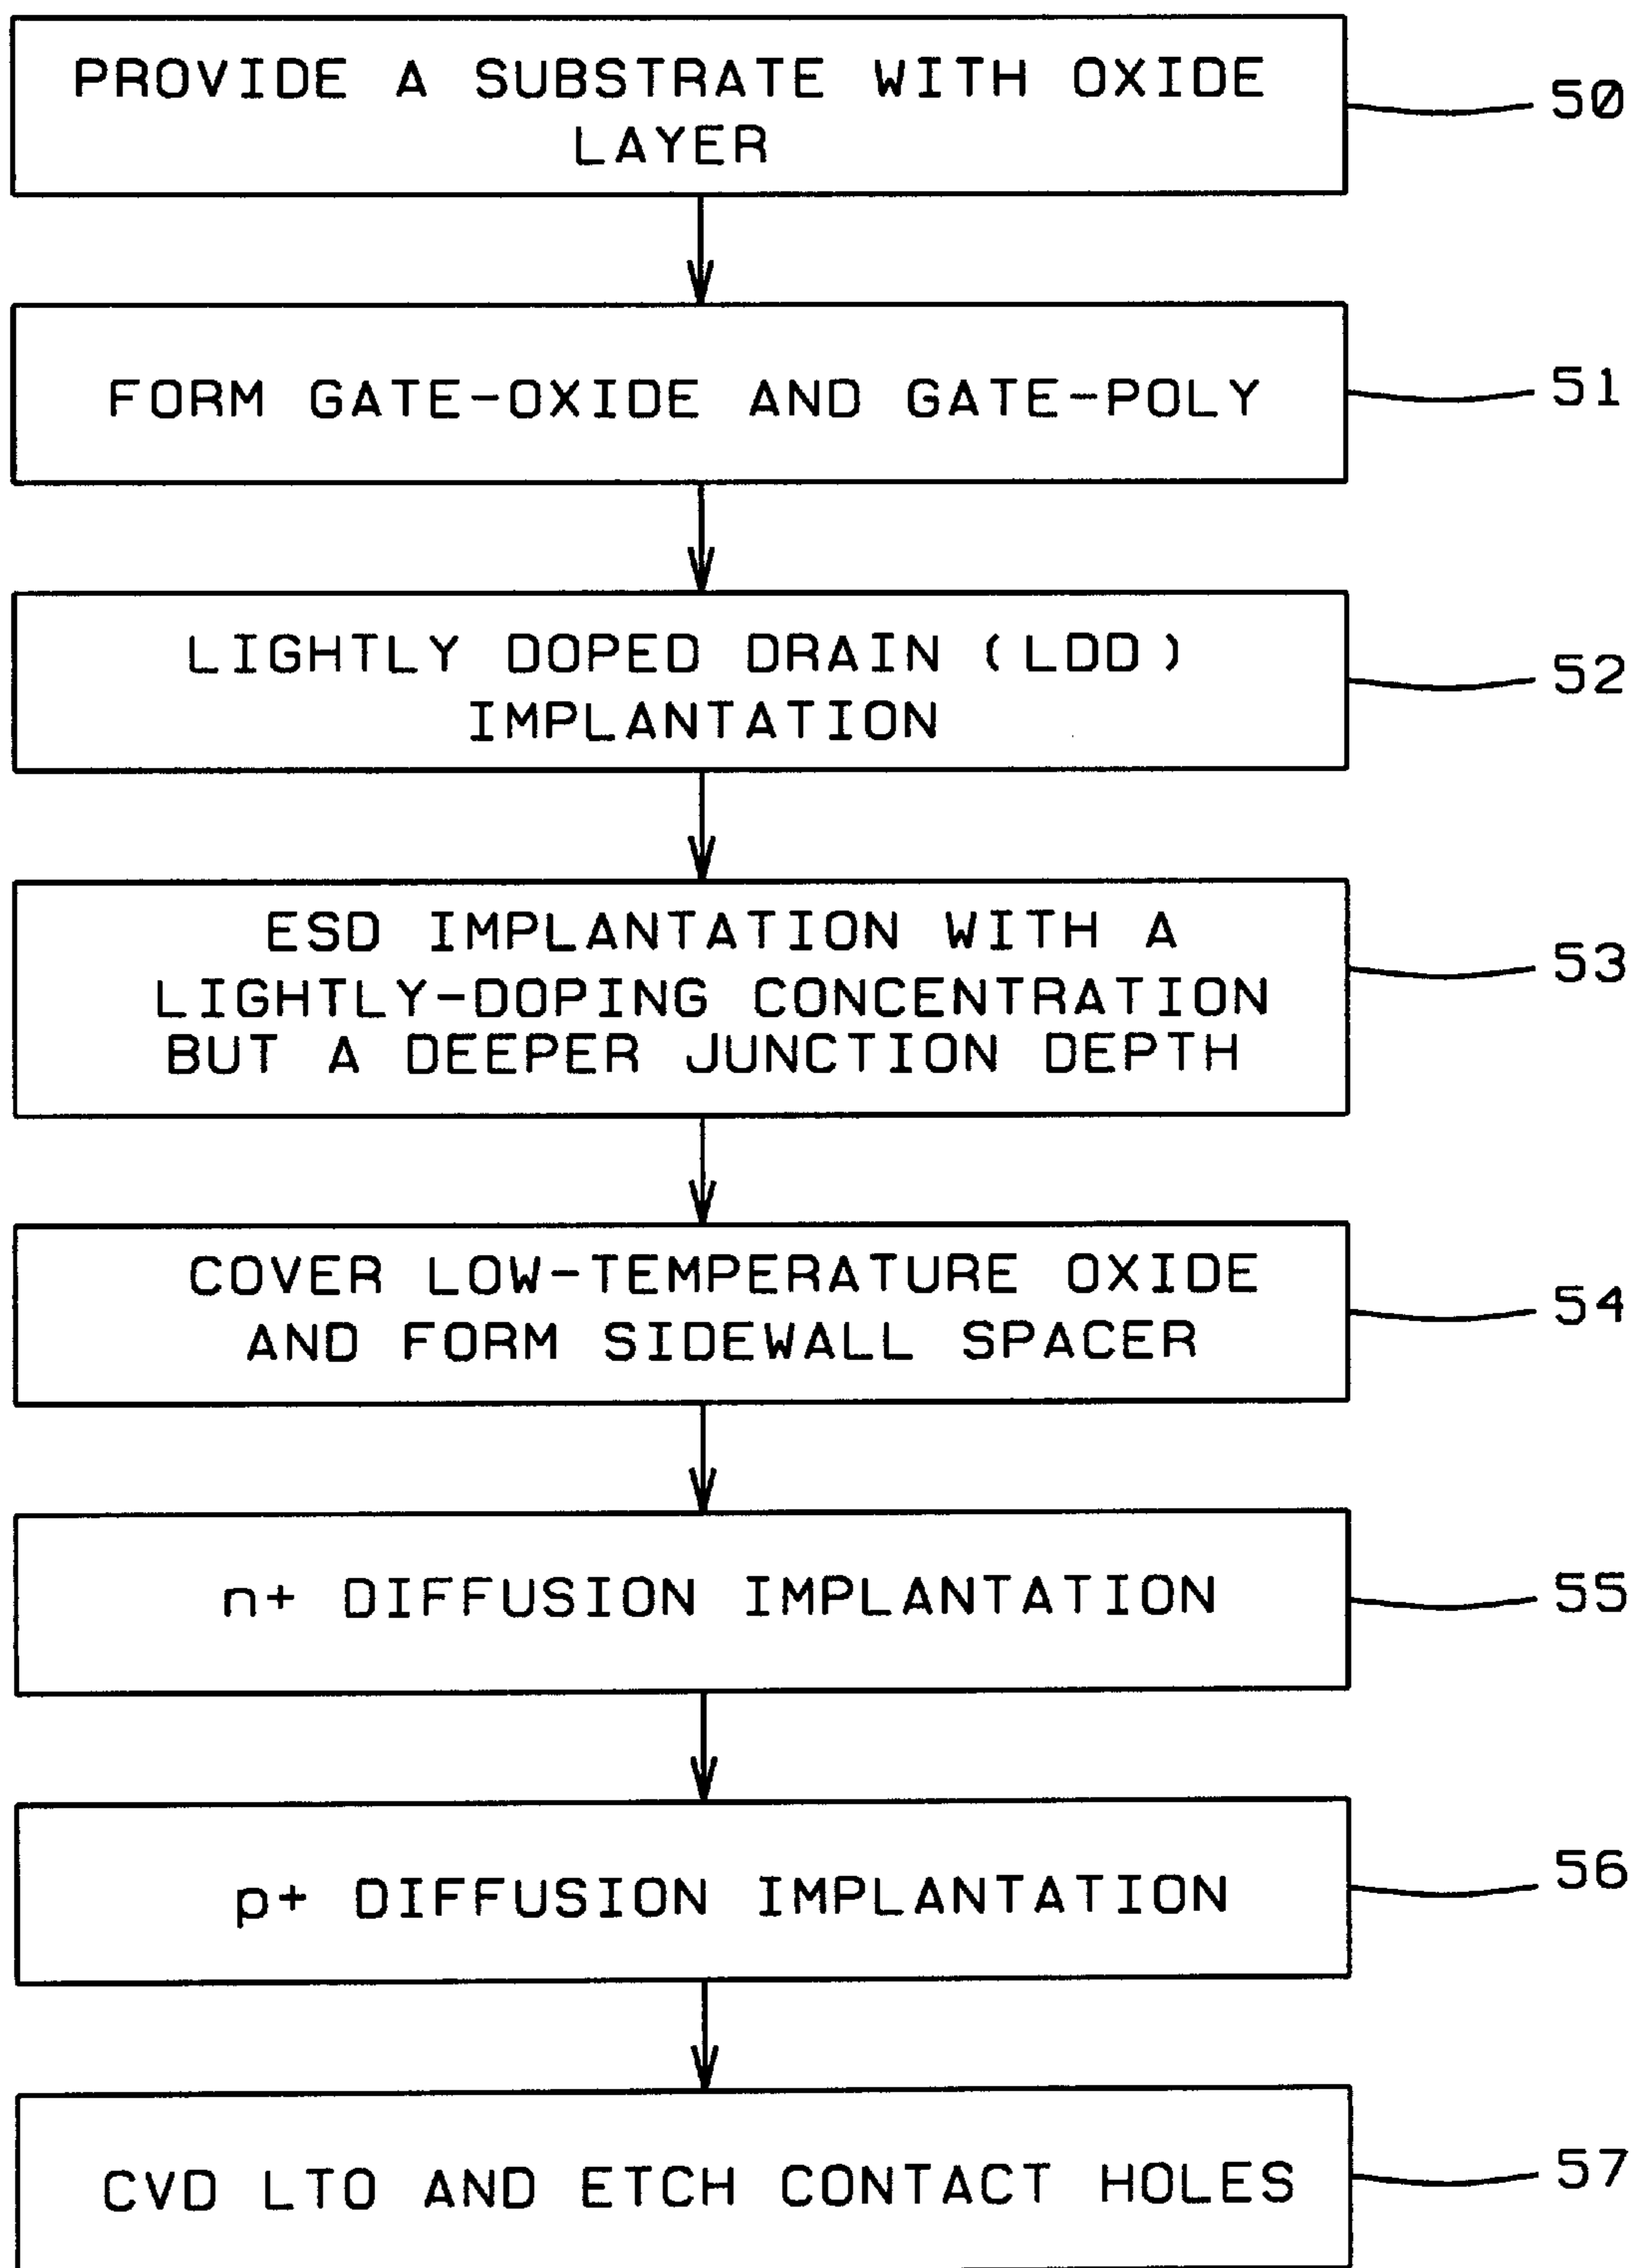 PROVIDE A SUBSTRATE WITH OXIDE
LAYER
50
FORM GATE-OXIDE AND GATE-POLY
51
LIGHTLY DOPED DRAIN (LDD)
IMPLANTATION
52
ESD IMPLANTATION WITH A
LIGHTLY-DOPING CONCENTRATION
BUT A DEEPER JUNCTION DEPTH
53
COVER LOW-TEMPERATURE OXIDE
AND FORM SIDEWALL SPACER
54
n+ DIFFUSION IMPLANTATION
55
p+ DIFFUSION IMPLANTATION
56
CVD LTO AND ETCH CONTACT HOLES
57